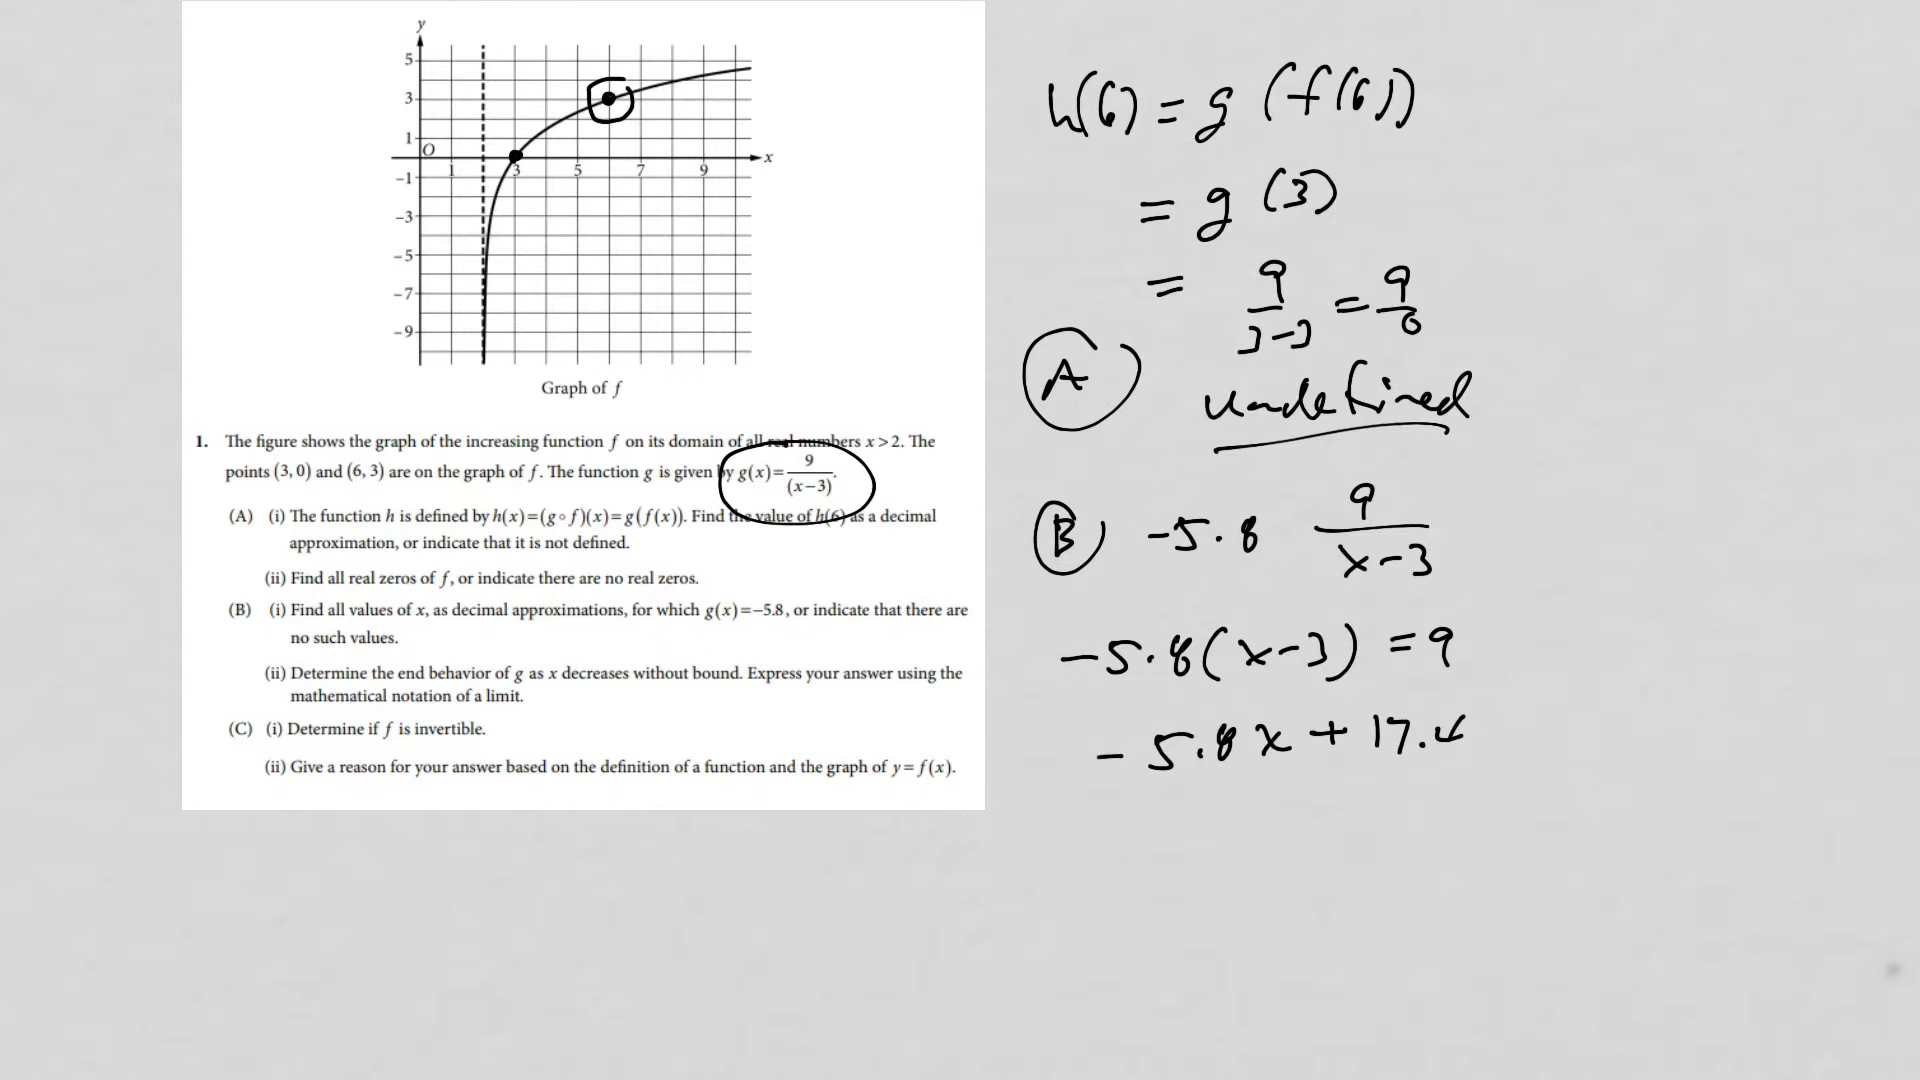 y
5
3
1
O
1 3 5 7 9 x
−1
−3
−5
−7
−9
Graph of f
1. The figure shows the graph of the increasing function f on its domain of all real numbers x > 2. The
points (3, 0) and (6, 3) are on the graph of f. The function g is given by g(x)=9/(x−3).
(A) (i) The function h is defined by h(x)=(g∘f)(x)=g(f(x)). Find the value of h(6) as a decimal
approximation, or indicate that it is not defined.
(ii) Find all real zeros of f, or indicate there are no real zeros.
(B) (i) Find all values of x, as decimal approximations, for which g(x)=−5.8, or indicate that there are
no such values.
(ii) Determine the end behavior of g as x decreases without bound. Express your answer using the
mathematical notation of a limit.
(C) (i) Determine if f is invertible.
(ii) Give a reason for your answer based on the definition of a function and the graph of y=f(x).
h(6) = g(f(6))
= g(3)
= 9/(3−3) = 9/0
A undefined
B −5.8 9/(x−3)
−5.8(x−3) = 9
−5.8x + 17.4